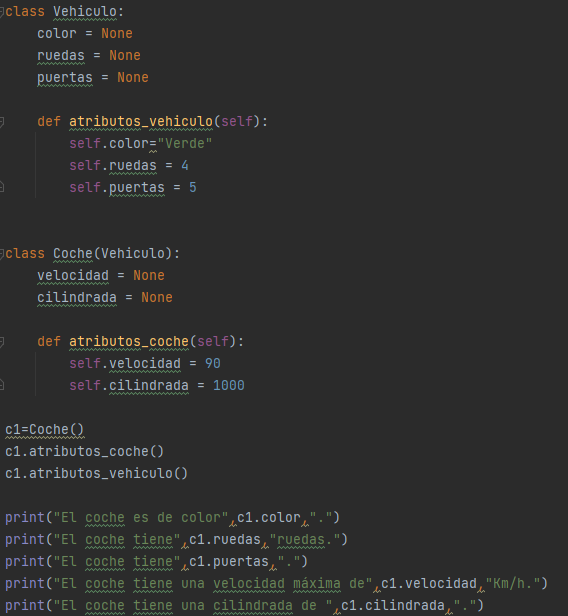 class Vehiculo:
    color = None
    ruedas = None
    puertas = None

    def atributos_vehiculo(self):
        self.color="Verde"
        self.ruedas = 4
        self.puertas = 5


class Coche(Vehiculo):
    velocidad = None
    cilindrada = None

    def atributos_coche(self):
        self.velocidad = 90
        self.cilindrada = 1000

c1=Coche()
c1.atributos_coche()
c1.atributos_vehiculo()

print("El coche es de color",c1.color,".")
print("El coche tiene",c1.ruedas,"ruedas.")
print("El coche tiene",c1.puertas,".")
print("El coche tiene una velocidad máxima de",c1.velocidad,"Km/h.")
print("El coche tiene una cilindrada de ",c1.cilindrada,".")